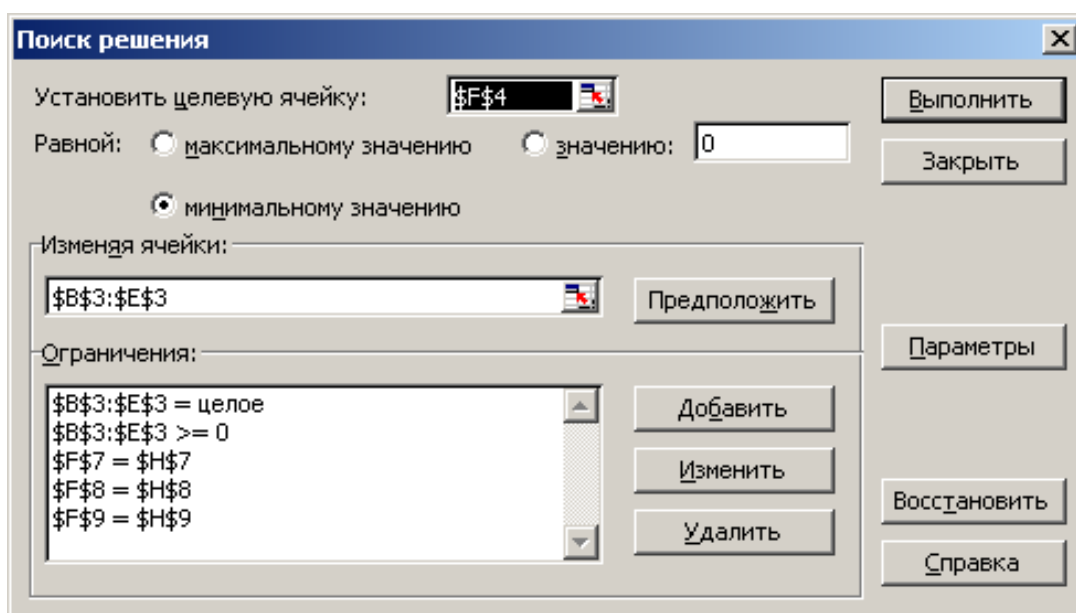 Поиск решения
Установить целевую ячейку: $F$4
Выполнить
Равной: максимальному значению значению: 0
Закрыть
минимальному значению
Изменяя ячейки:
$B$3:$E$3
Предположить
Параметры
Ограничения:
$B$3:$E$3 = целое
$B$3:$E$3 >= 0
$F$7 = $H$7
$F$8 = $H$8
$F$9 = $H$9
Добавить
Изменить
Удалить
Восстановить
Справка